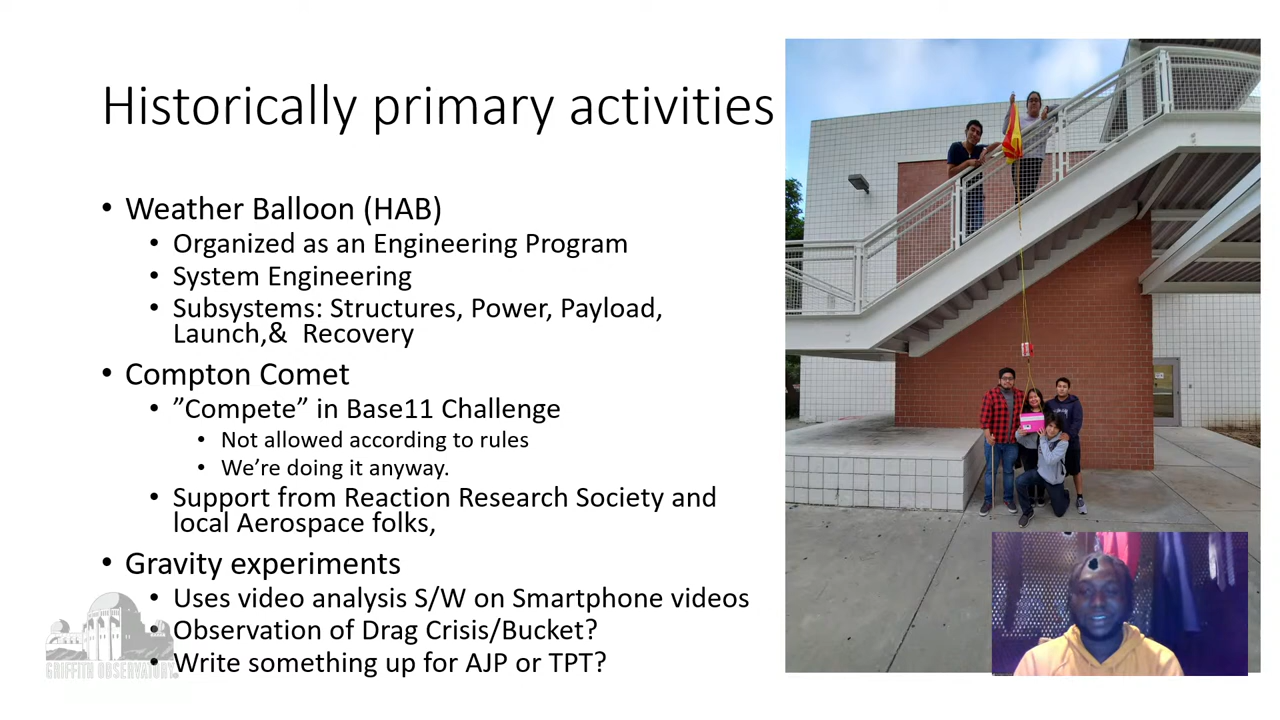 Historically primary activities
• Weather Balloon (HAB)
• Organized as an Engineering Program
• System Engineering
• Subsystems: Structures, Power, Payload,
Launch,& Recovery
• Compton Comet
• ”Compete” in Base11 Challenge
• Not allowed according to rules
• We’re doing it anyway.
• Support from Reaction Research Society and
local Aerospace folks,
• Gravity experiments
• Uses video analysis S/W on Smartphone videos
• Observation of Drag Crisis/Bucket?
• Write something up for AJP or TPT?
GRIFFITH OBSERVATORY